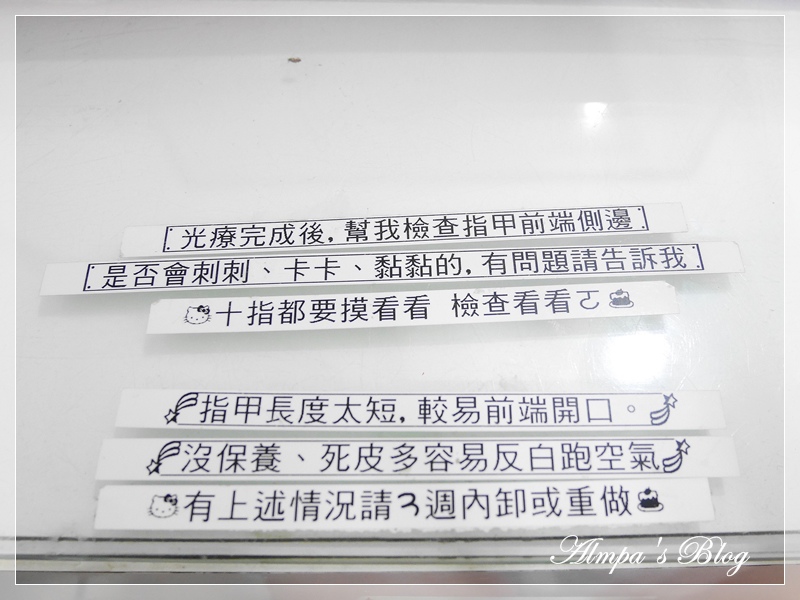 光療完成後,幫我檢查指甲前端側邊
是否會刺刺、卡卡、黏黏的,有問題請告訴我
十指都要摸看看 檢查看看ㄛ
指甲長度太短,較易前端開口。
沒保養、死皮多容易反白跑空氣
有上述情況請3週內卸或重做
Almpa's Blog